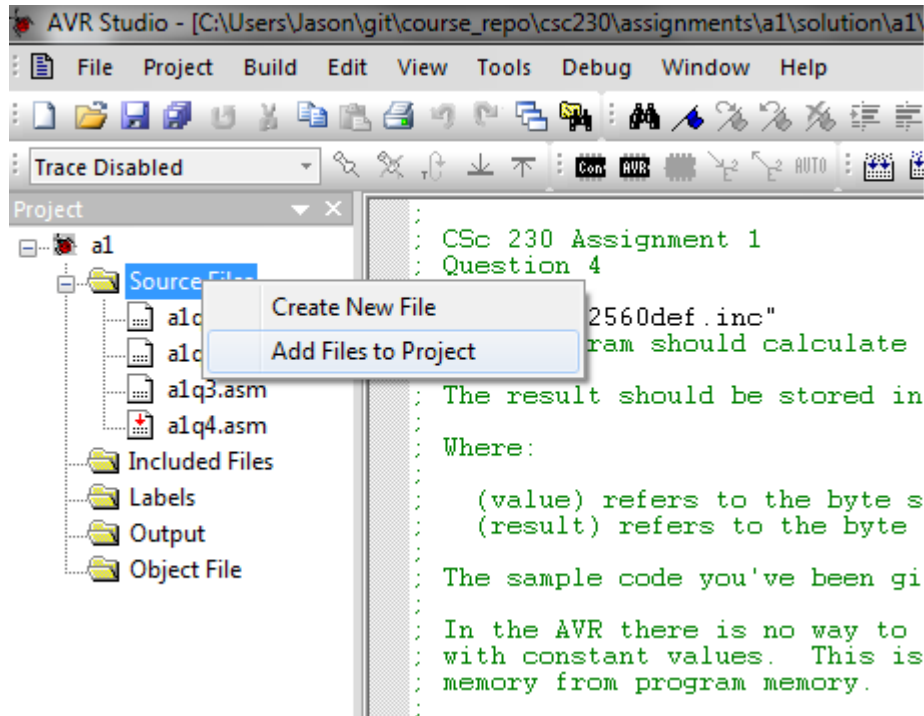 AVR Studio - [C:\Users\Jason\git\course_repo\csc230\assignments\a1\solution\a1\
File Project Build Edit View Tools Debug Window Help
Trace Disabled
Con AVR AUTO
Project
a1
Source Files
Create New File
Add Files to Project
a1q3.asm
a1q4.asm
Included Files
Labels
Output
Object File
;
; CSc 230 Assignment 1
; Question 4
2560def.inc"
ram should calculate
; The result should be stored in
;
; Where:
;
; (value) refers to the byte s
; (result) refers to the byte
;
; The sample code you've been gi
;
; In the AVR there is no way to
; with constant values. This is
; memory from program memory.
;